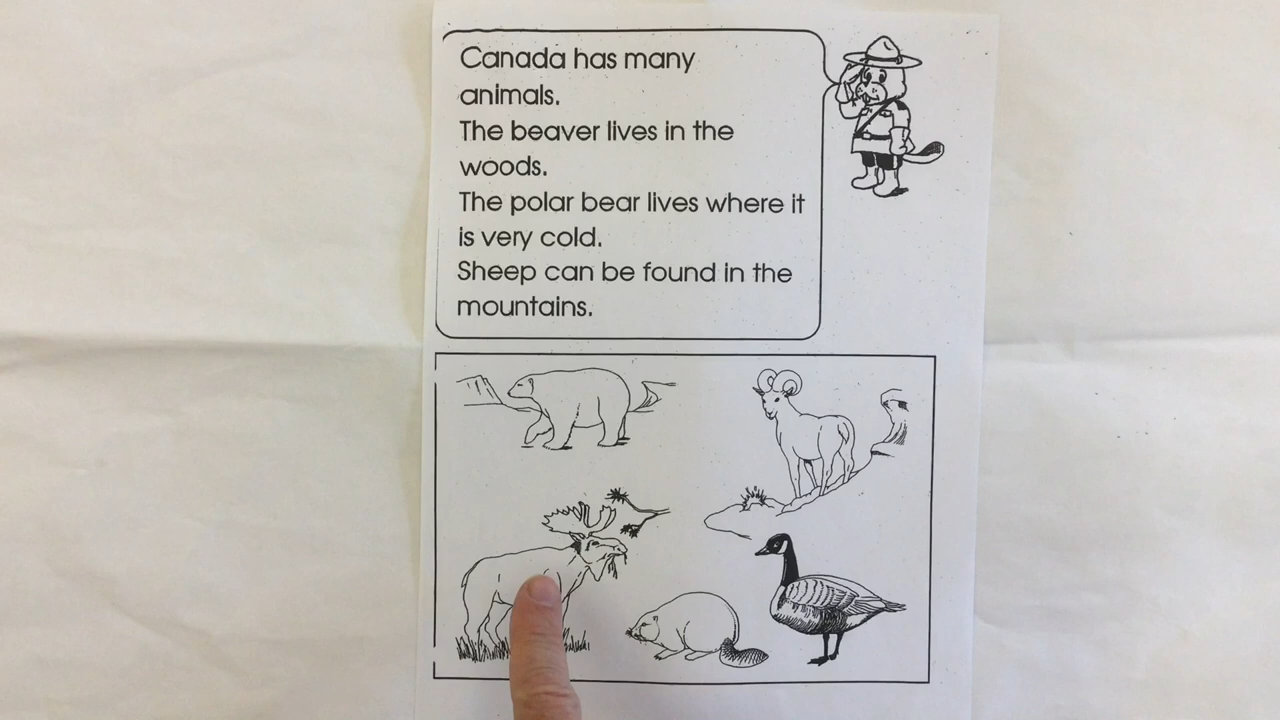 Canada has many
animals.
The beaver lives in the
woods.
The polar bear lives where it
is very cold.
Sheep can be found in the
mountains.